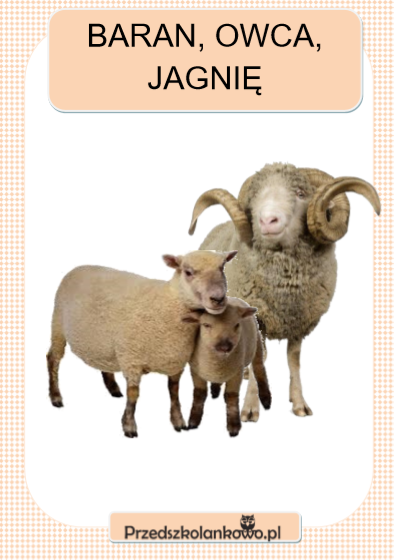 BARAN, OWCA,
JAGNIĘ
Przedszkolankowo.pl